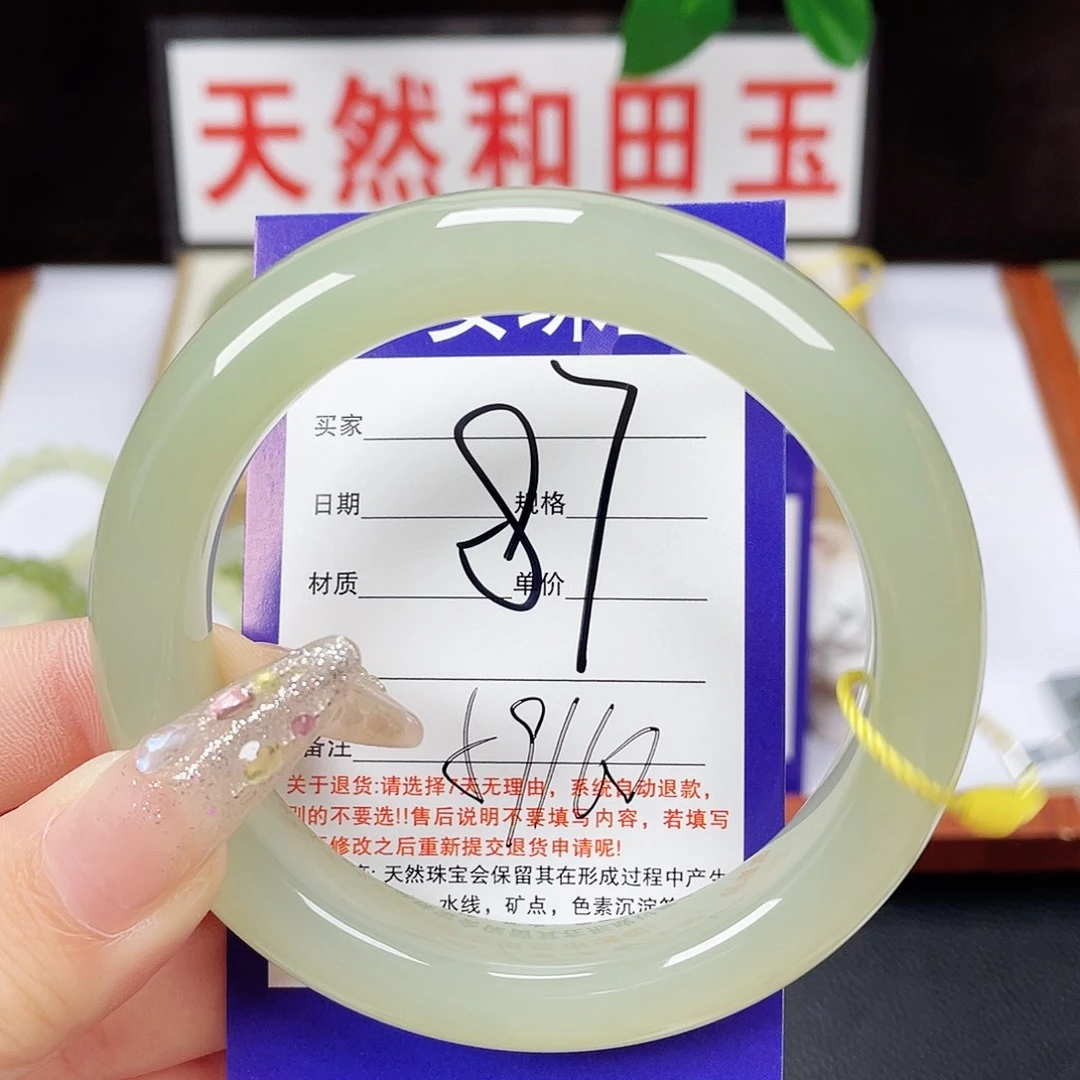 天然和田玉
87
买家
日期 规格
材质 单价
备注
关于退货:请选择7天无理由，系统自动退款，
别的不要选!!售后说明不要填写内容，若填写
修改之后重新提交退货申请呢!
天然珠宝会保留其在形成过程中产生
水线，矿点，色素沉淀